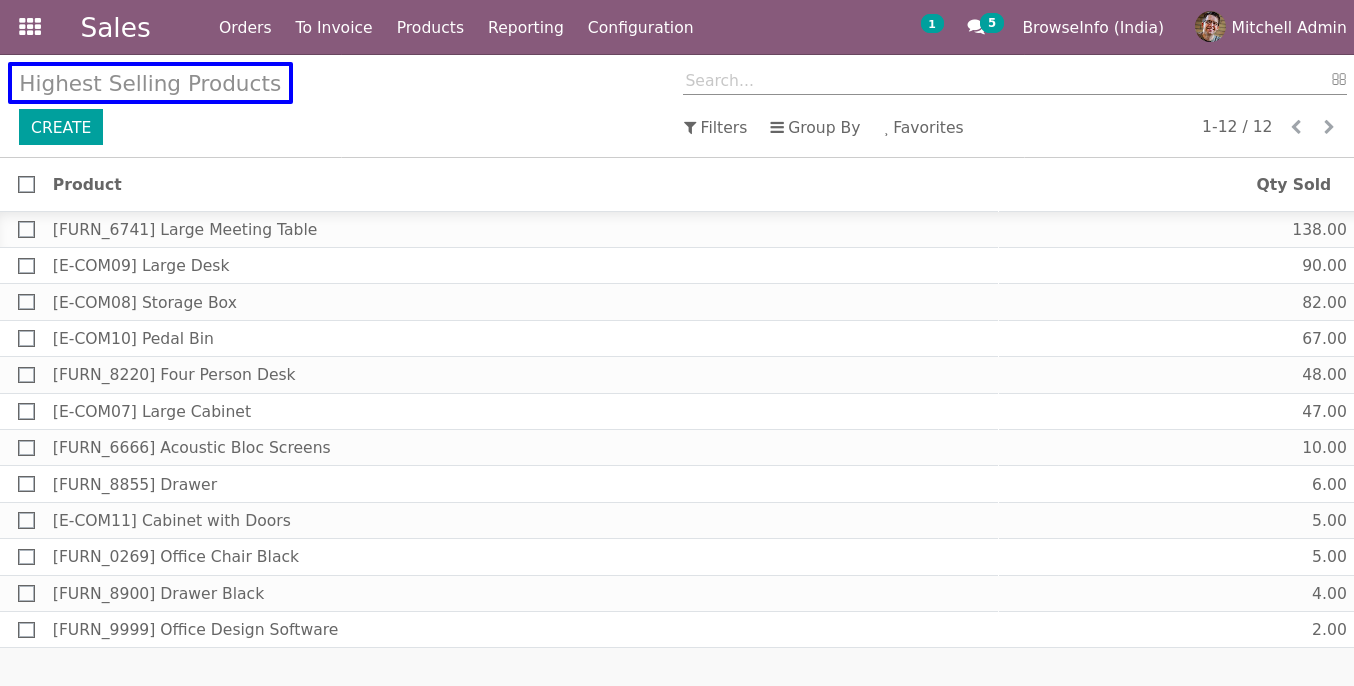 Sales Orders To Invoice Products Reporting Configuration 1 5 BrowseInfo (India) Mitchell Admin
Highest Selling Products Search...
CREATE Filters Group By Favorites 1-12 / 12
Product Qty Sold
[FURN_6741] Large Meeting Table 138.00
[E-COM09] Large Desk 90.00
[E-COM08] Storage Box 82.00
[E-COM10] Pedal Bin 67.00
[FURN_8220] Four Person Desk 48.00
[E-COM07] Large Cabinet 47.00
[FURN_6666] Acoustic Bloc Screens 10.00
[FURN_8855] Drawer 6.00
[E-COM11] Cabinet with Doors 5.00
[FURN_0269] Office Chair Black 5.00
[FURN_8900] Drawer Black 4.00
[FURN_9999] Office Design Software 2.00